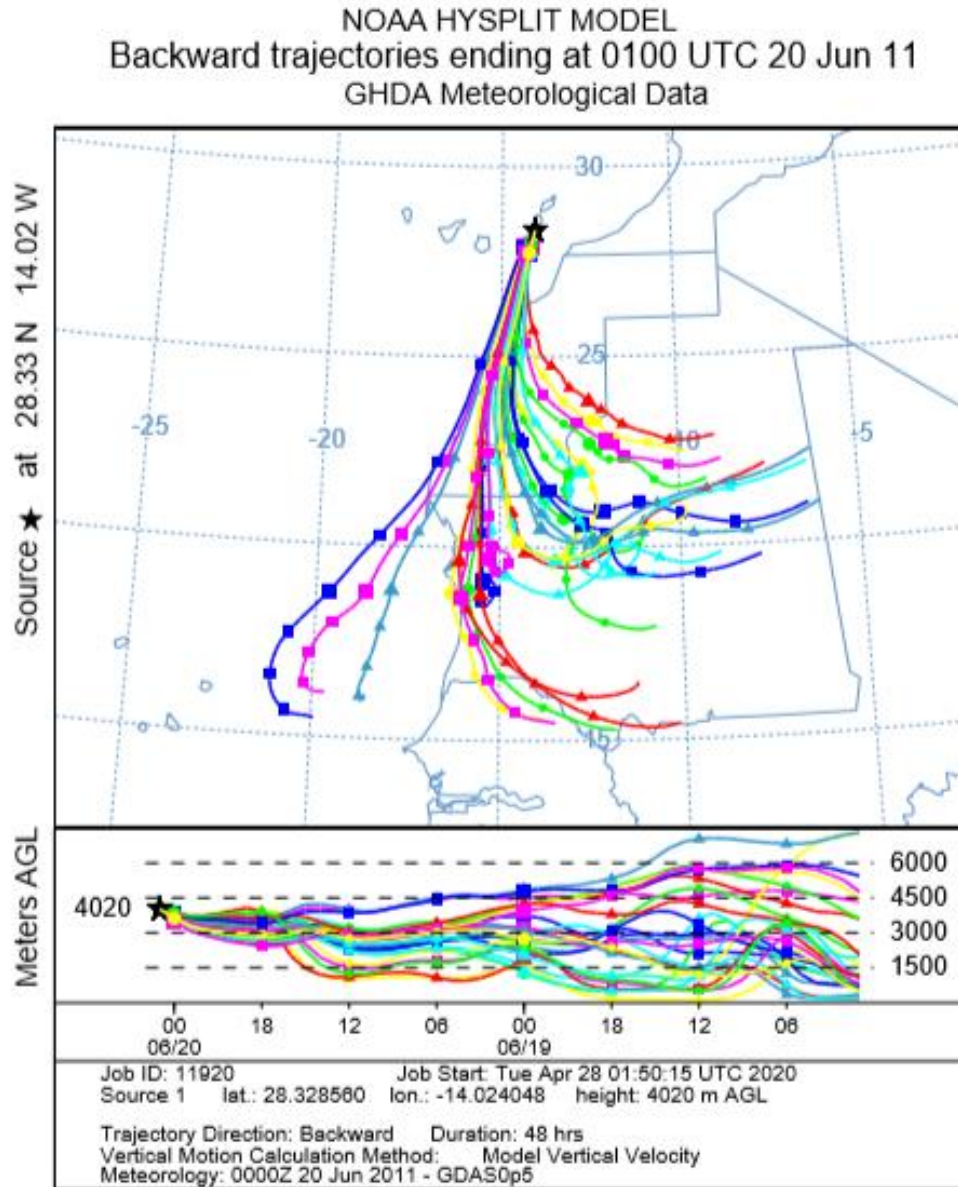 NOAA HYSPLIT MODEL
Backward trajectories ending at 0100 UTC 20 Jun 11
GHDA Meteorological Data
Source ★ at 28.33 N 14.02 W
30
25
-25
-20
-10
-5
15
Meters AGL
4020
6000
4500
3000
1500
00 18 12 06 00 18 12 06
06/20 06/19
Job ID: 11920 Job Start: Tue Apr 28 01:50:15 UTC 2020
Source 1 lat.: 28.328560 lon.: -14.024048 height: 4020 m AGL
Trajectory Direction: Backward Duration: 48 hrs
Vertical Motion Calculation Method: Model Vertical Velocity
Meteorology: 0000Z 20 Jun 2011 - GDAS0p5